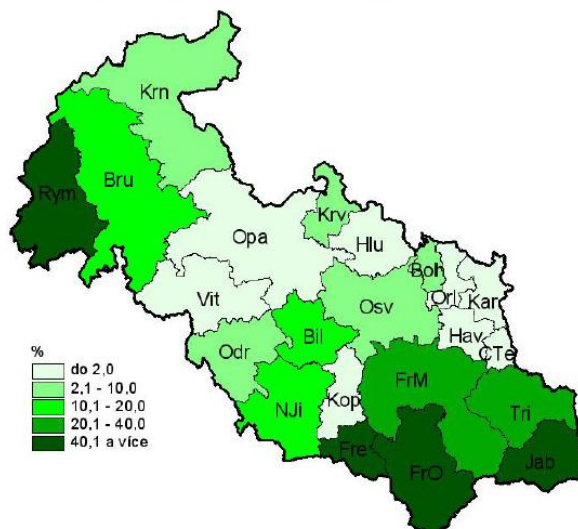 Krn
Rym
Bru
Krv
Opa
Hlu
Boh
Orl
Kar
Vit
Osv
Hav
Bil
CTe
Odr
FrM
Kop
NJi
Tri
Fre
FrO
Jab
%
do 2,0
2,1 - 10,0
10,1 - 20,0
20,1 - 40,0
40,1 a více